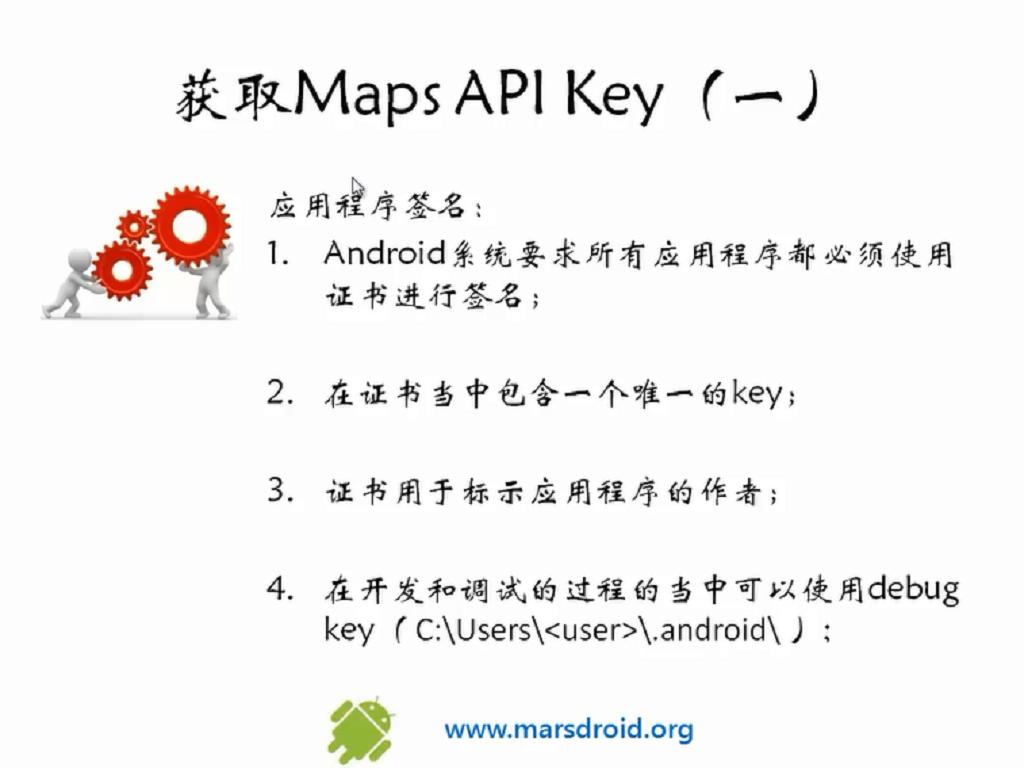 获取Maps API Key（一）
应用程序签名：
1. Android系统要求所有应用程序都必须使用
证书进行签名；
2. 在证书当中包含一个唯一的key；
3. 证书用于标示应用程序的作者；
4. 在开发和调试的过程的当中可以使用debug
key（C:\Users\<user>\.android\）；
www.marsdroid.org